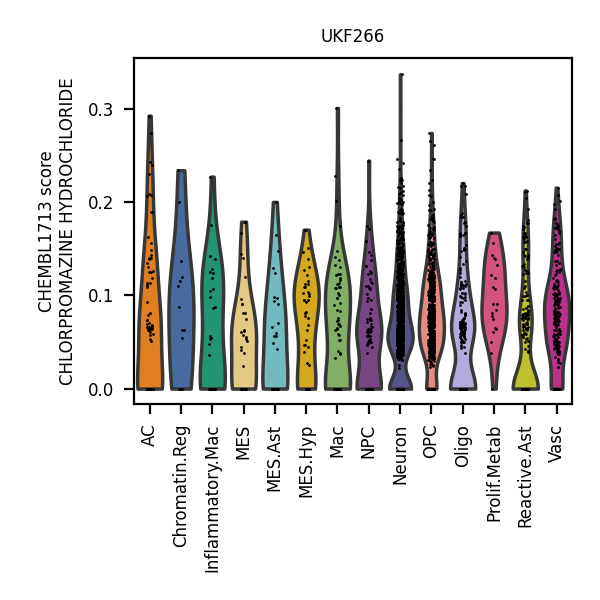 UKF266
CHEMBL1713 score
CHLORPROMAZINE HYDROCHLORIDE
0.3
0.2
0.1
0.0
AC
Chromatin.Reg
Inflammatory.Mac
MES
MES.Ast
MES.Hyp
Mac
NPC
Neuron
OPC
Oligo
Prolif.Metab
Reactive.Ast
Vasc